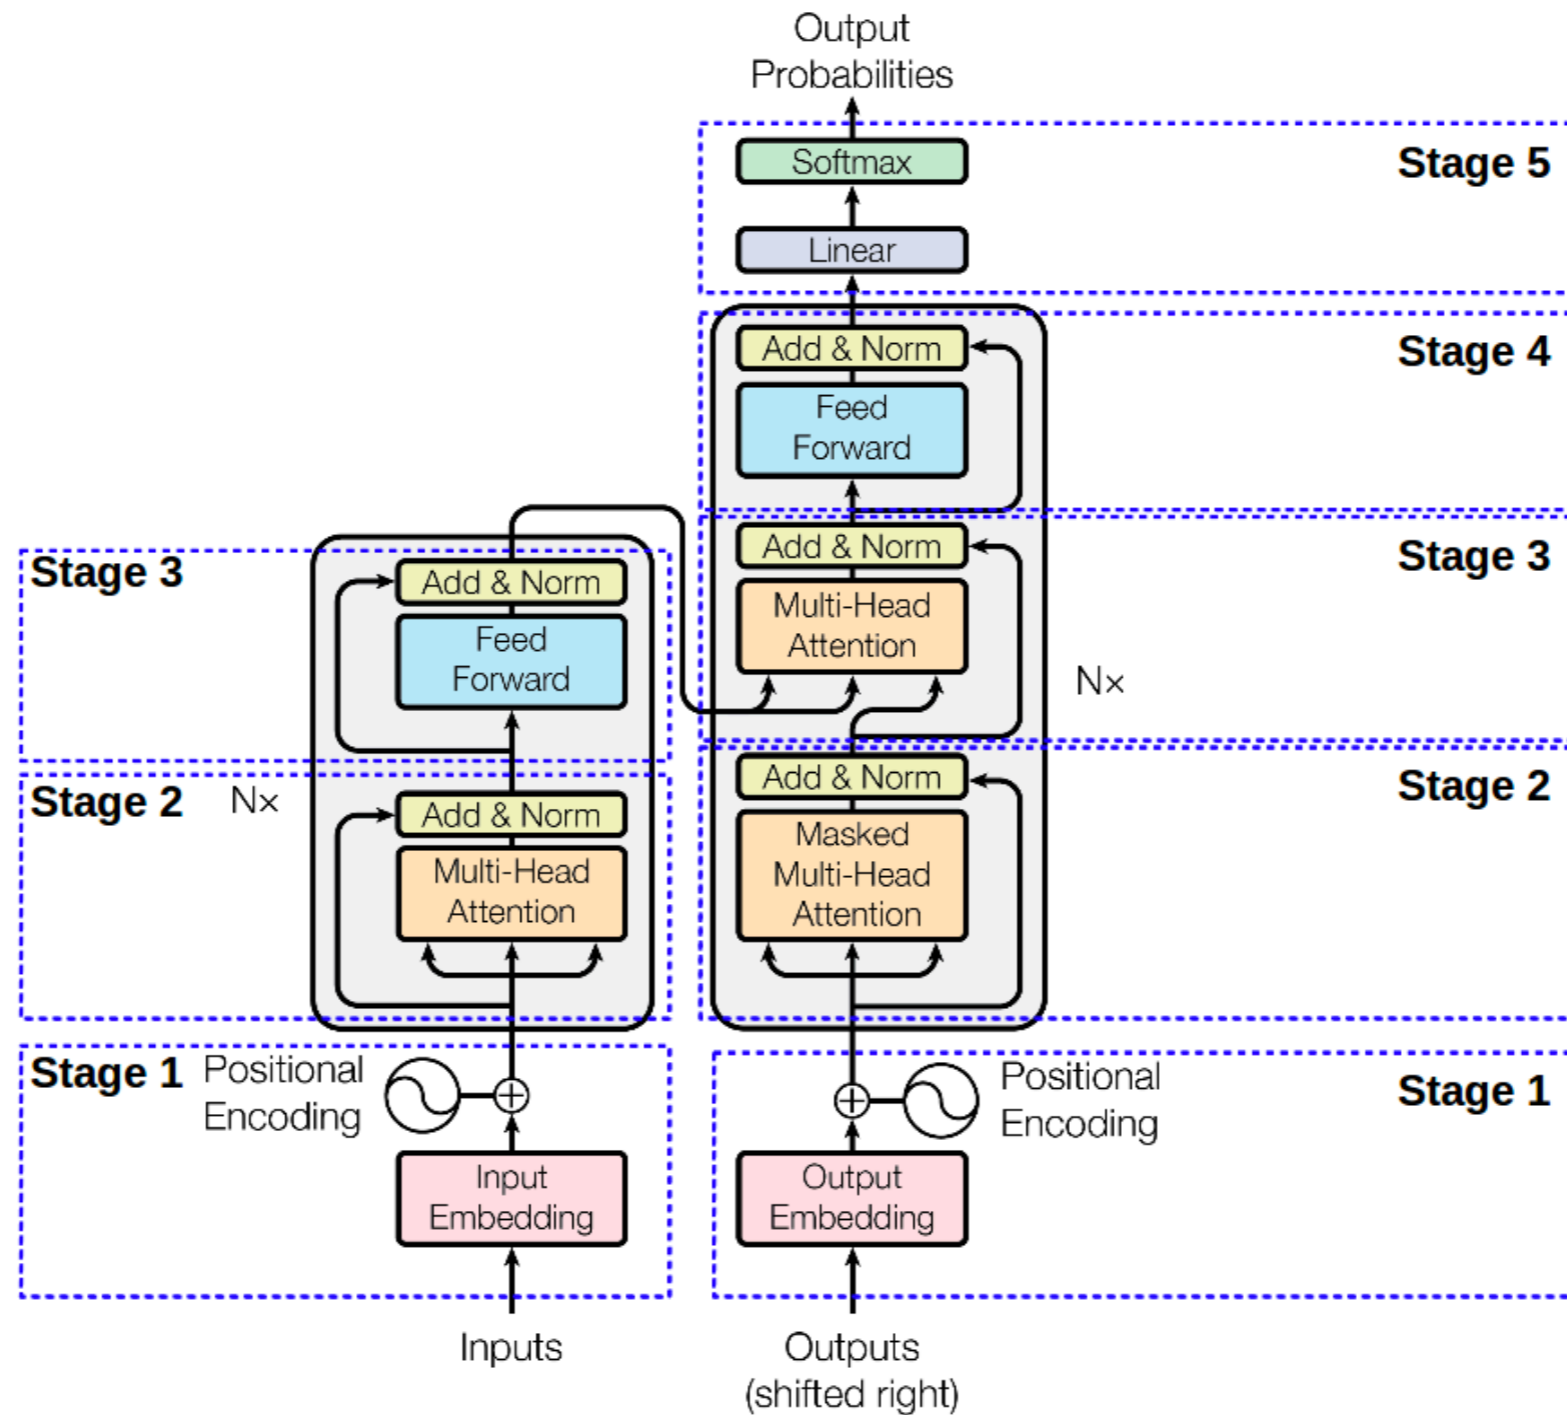 Output
Probabilities
Softmax
Stage 5
Linear
Add & Norm
Stage 4
Feed
Forward
Add & Norm
Stage 3
Multi-Head
Attention
N×
Add & Norm
Stage 2
Masked
Multi-Head
Attention
Stage 3
Add & Norm
Feed
Forward
Stage 2
N×
Add & Norm
Multi-Head
Attention
Stage 1
Positional
Encoding
Input
Embedding
Inputs
Positional
Encoding
Stage 1
Output
Embedding
Outputs
(shifted right)